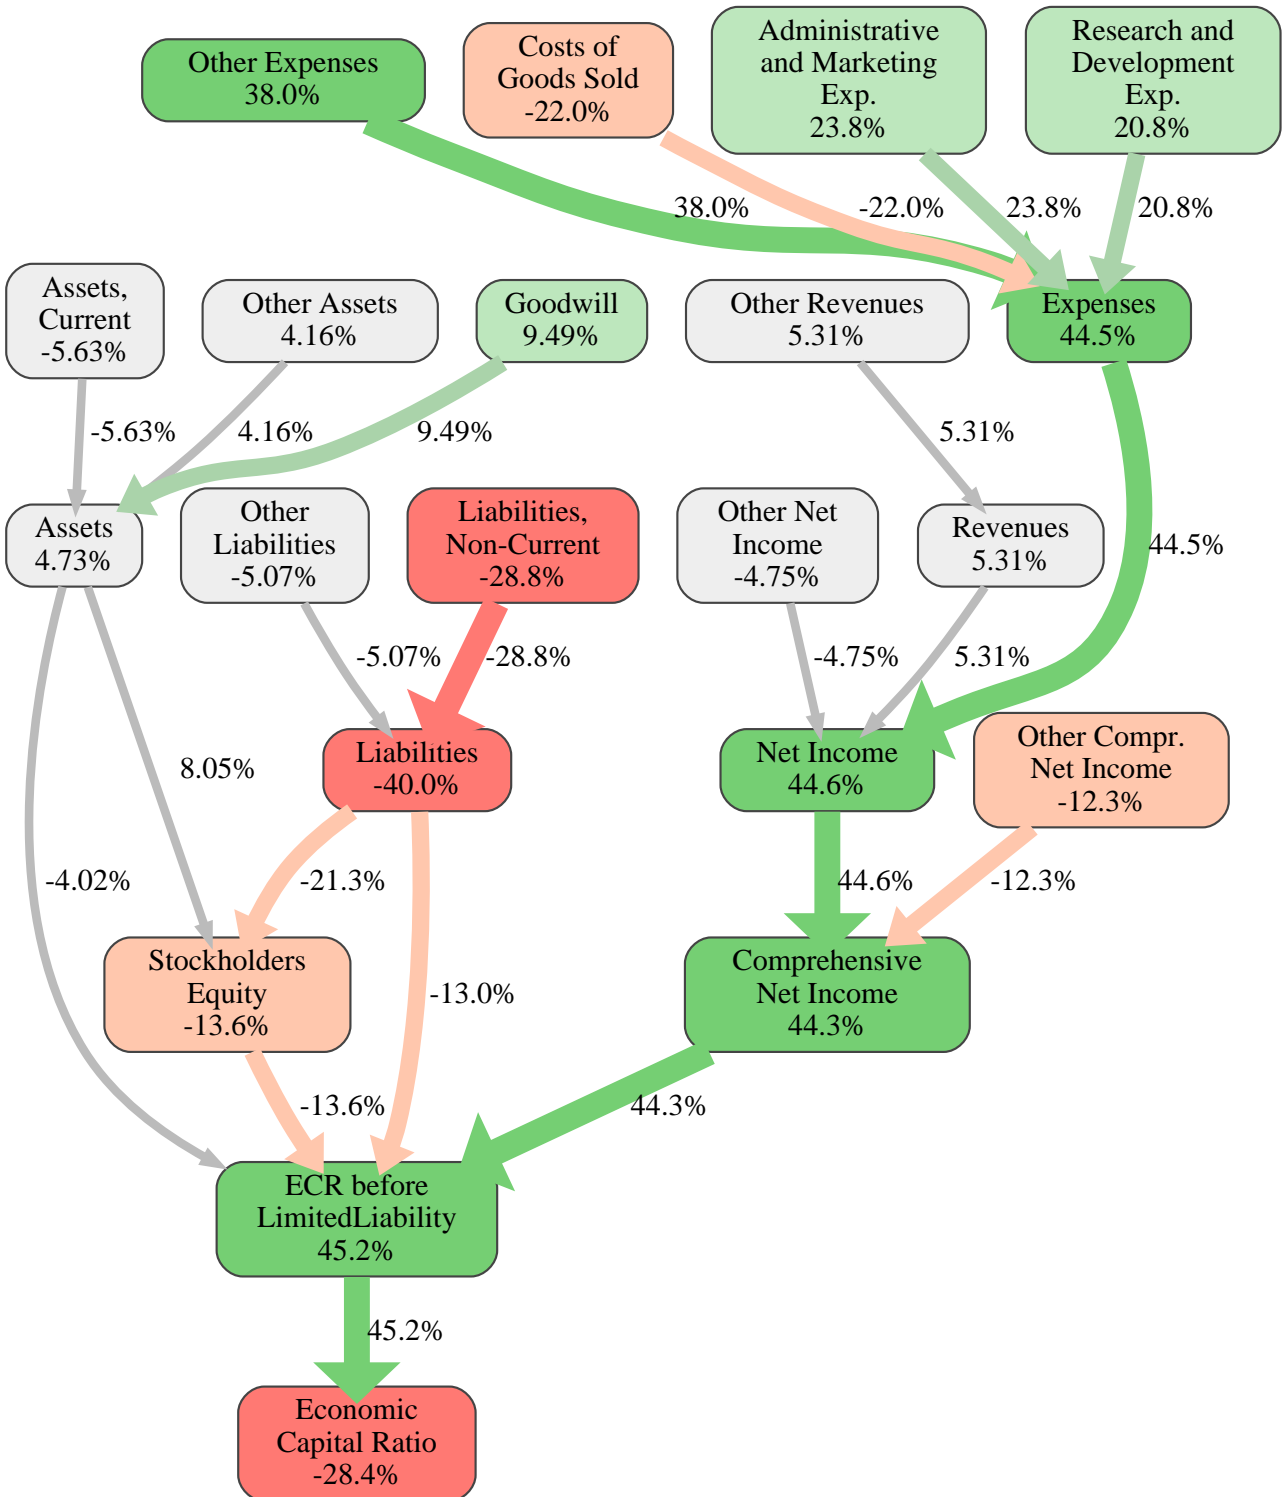 Other Expenses
38.0%
Costs of
Goods Sold
-22.0%
Administrative
and Marketing
Exp.
23.8%
Research and
Development
Exp.
20.8%
38.0%
-22.0%
23.8%
20.8%
Assets,
Current
-5.63%
Other Assets
4.16%
Goodwill
9.49%
Other Revenues
5.31%
Expenses
44.5%
-5.63%
4.16%
9.49%
5.31%
Assets
4.73%
Other
Liabilities
-5.07%
Liabilities,
Non-Current
-28.8%
Other Net
Income
-4.75%
Revenues
5.31%
44.5%
-5.07%
-28.8%
-4.75%
5.31%
8.05%
Liabilities
-40.0%
Net Income
44.6%
Other Compr.
Net Income
-12.3%
-4.02%
-21.3%
44.6%
-12.3%
Stockholders
Equity
-13.6%
-13.0%
Comprehensive
Net Income
44.3%
-13.6%
44.3%
ECR before
LimitedLiability
45.2%
45.2%
Economic
Capital Ratio
-28.4%